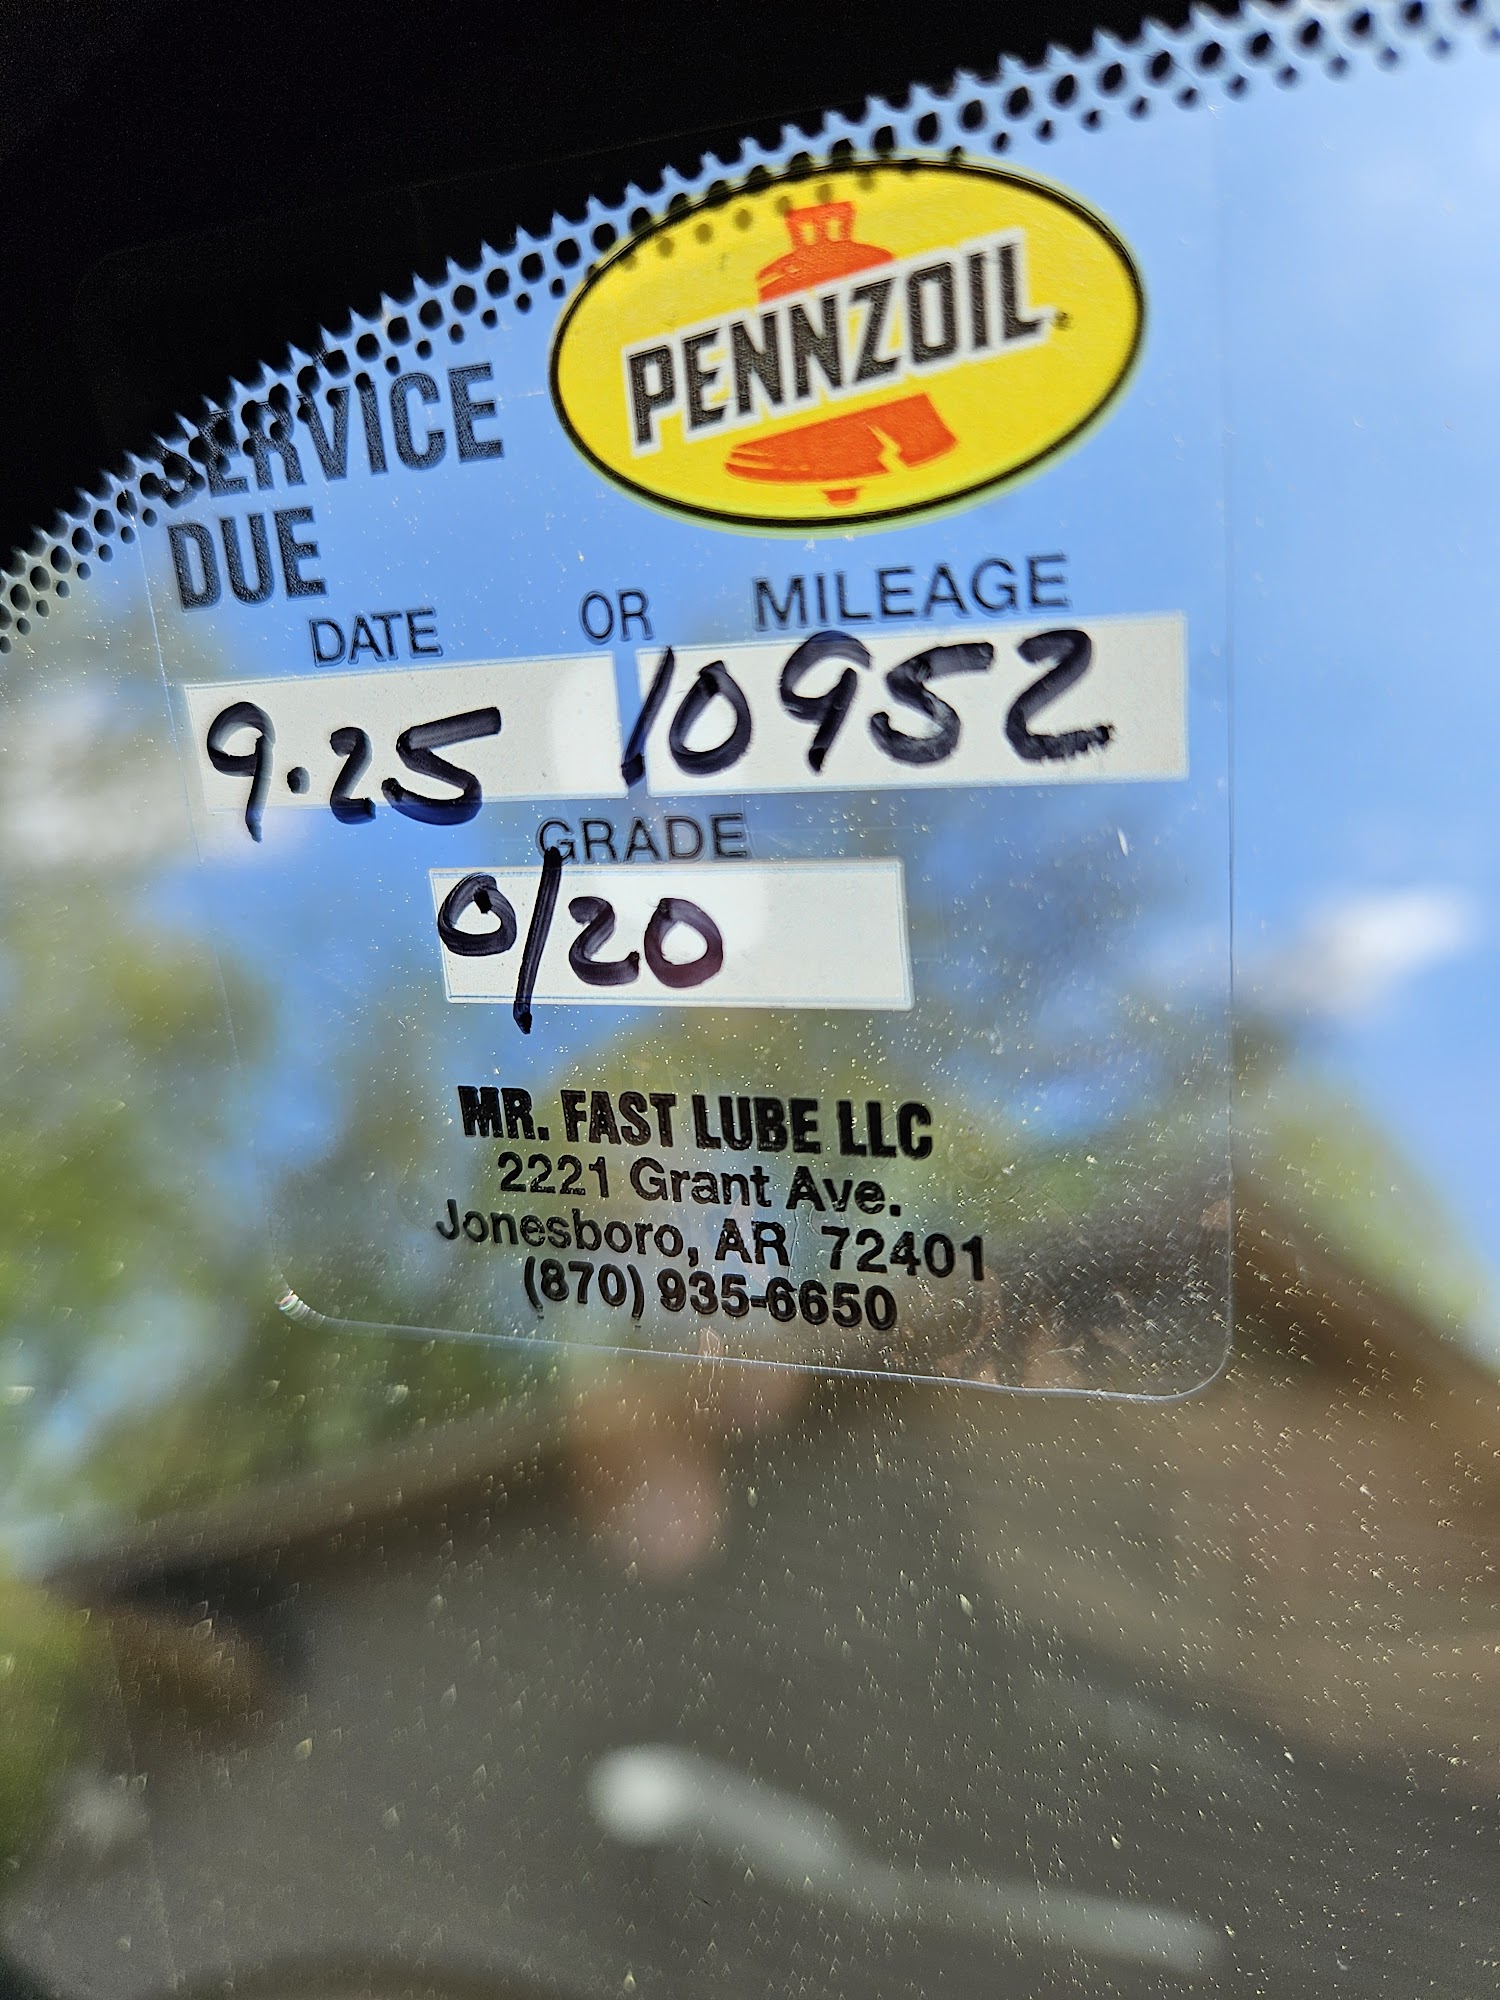 PENNZOIL®
SERVICE
DUE
DATE OR MILEAGE
9.25 10952
GRADE
0/20
MR. FAST LUBE LLC
2221 Grant Ave.
Jonesboro, AR 72401
(870) 935-6650